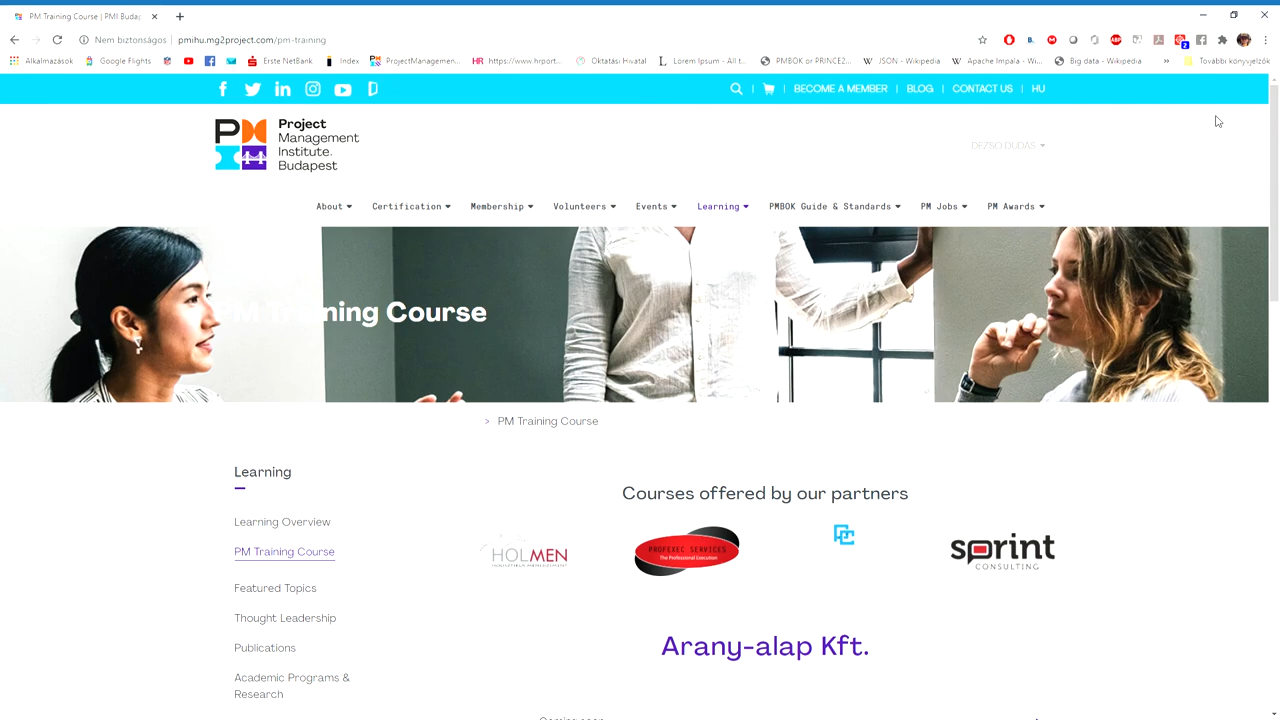 PM Training Course | PMI Budap
Nem biztonságos | pmihu.mg2project.com/pm-training
2
Alkalmazások Google Flights Erste NetBank Index ProjectManagemen... HR https://www.hrport... Oktatási Hivatal Lorem Ipsum - All t... PMBOK or PRINCE2... JSON - Wikipedia Apache Impala - Wi... Big data - Wikipedia » További könyvjelzők
BECOME A MEMBER | BLOG | CONTACT US | HU
Project
Management
Institute.
Budapest
DEZSO DUDAS
About Certification Membership Volunteers Events Learning PMBOK Guide & Standards PM Jobs PM Awards
PM Training Course
> PM Training Course
Learning
Learning Overview
PM Training Course
Featured Topics
Thought Leadership
Publications
Academic Programs &
Research
Courses offered by our partners
HOLMEN
PROFEXEC SERVICES
The Professional Execution
sprint
CONSULTING
Arany-alap Kft.